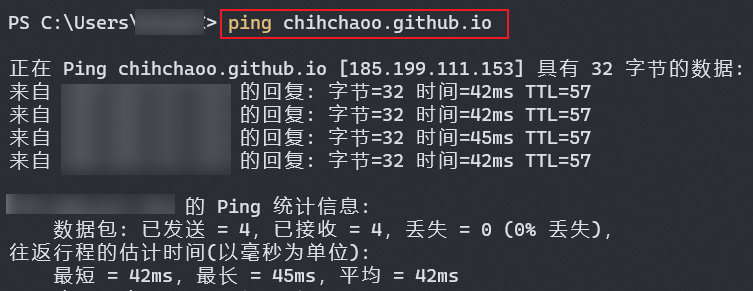 PS C:\Users\ > ping chihchaoo.github.io
正在 Ping chihchaoo.github.io [185.199.111.153] 具有 32 字节的数据:
来自 的回复: 字节=32 时间=42ms TTL=57
来自 的回复: 字节=32 时间=42ms TTL=57
来自 的回复: 字节=32 时间=45ms TTL=57
来自 的回复: 字节=32 时间=42ms TTL=57
的 Ping 统计信息:
数据包: 已发送 = 4, 已接收 = 4, 丢失 = 0 (0% 丢失),
往返行程的估计时间(以毫秒为单位):
最短 = 42ms, 最长 = 45ms, 平均 = 42ms